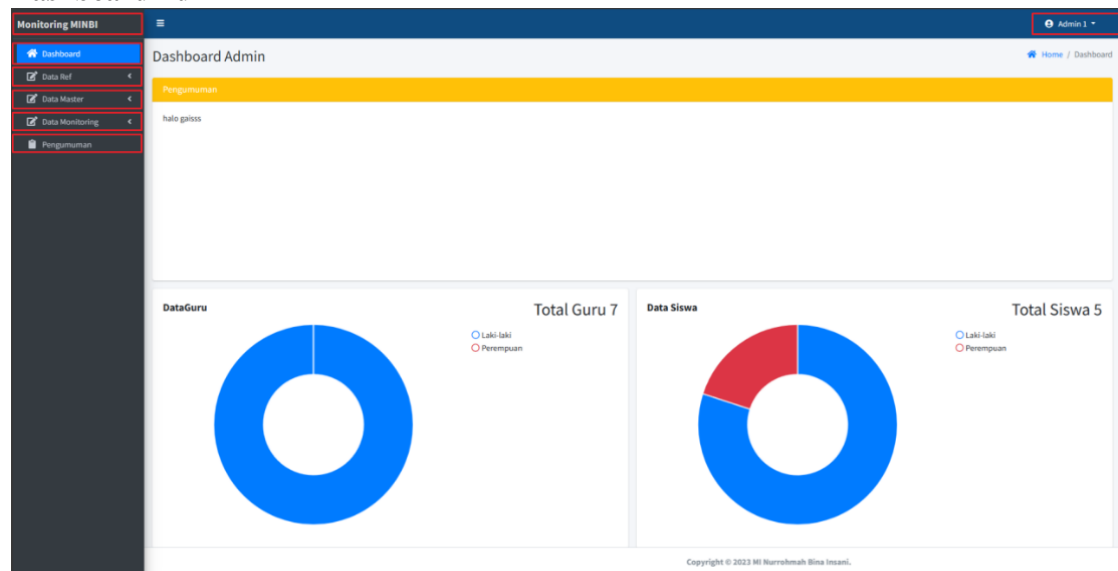 Monitoring MINBI
Admin 1
Dashboard
Data Ref
Data Master
Data Monitoring
Pengumuman
Dashboard Admin
Home / Dashboard
Pengumuman
halo gaisss
DataGuru
Total Guru 7
Laki-laki
Perempuan
Data Siswa
Total Siswa 5
Laki-laki
Perempuan
Copyright © 2023 MI Nurrohmah Bina Insani.